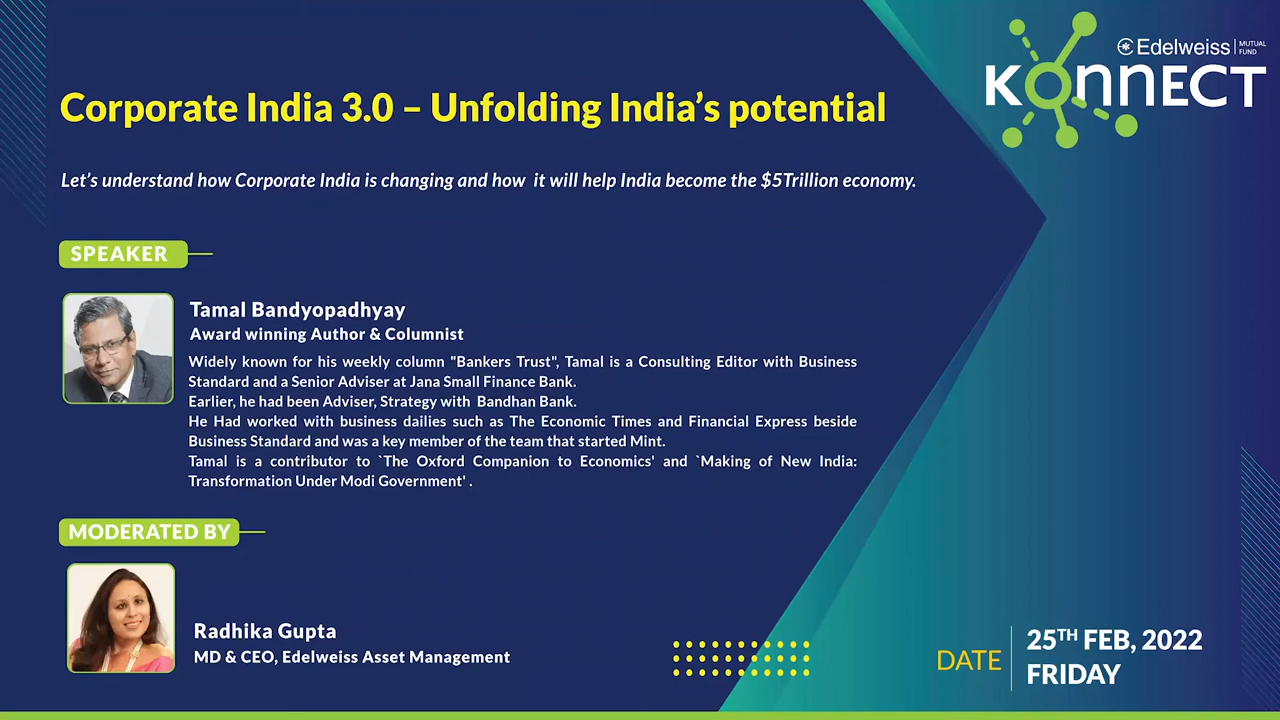 Edelweiss | MUTUAL FUND
KONNECT
Corporate India 3.0 – Unfolding India's potential
Let's understand how Corporate India is changing and how it will help India become the $5Trillion economy.
SPEAKER
Tamal Bandyopadhyay
Award winning Author & Columnist
Widely known for his weekly column "Bankers Trust", Tamal is a Consulting Editor with Business
Standard and a Senior Adviser at Jana Small Finance Bank.
Earlier, he had been Adviser, Strategy with Bandhan Bank.
He Had worked with business dailies such as The Economic Times and Financial Express beside
Business Standard and was a key member of the team that started Mint.
Tamal is a contributor to `The Oxford Companion to Economics' and `Making of New India:
Transformation Under Modi Government' .
MODERATED BY
Radhika Gupta
MD & CEO, Edelweiss Asset Management
DATE
25TH FEB, 2022
FRIDAY